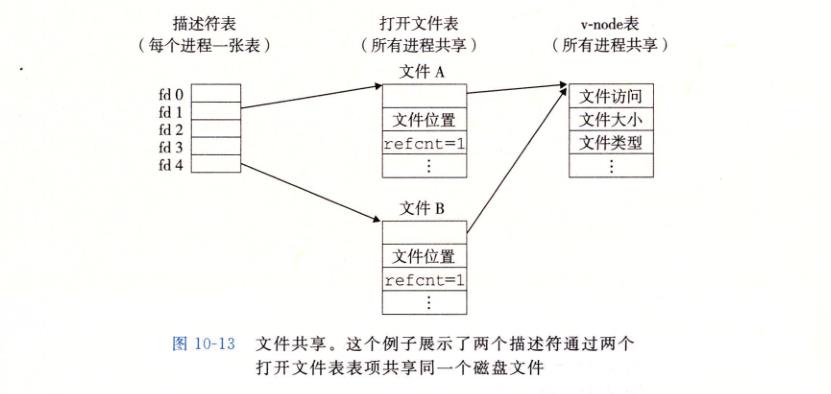 描述符表
（每个进程一张表）
打开文件表
（所有进程共享）
v-node表
（所有进程共享）
fd 0
fd 1
fd 2
fd 3
fd 4
文件 A
文件位置
refcnt=1
⋮
文件 B
文件位置
refcnt=1
⋮
文件访问
文件大小
文件类型
⋮
图 10-13 文件共享。这个例子展示了两个描述符通过两个
打开文件表表项共享同一个磁盘文件